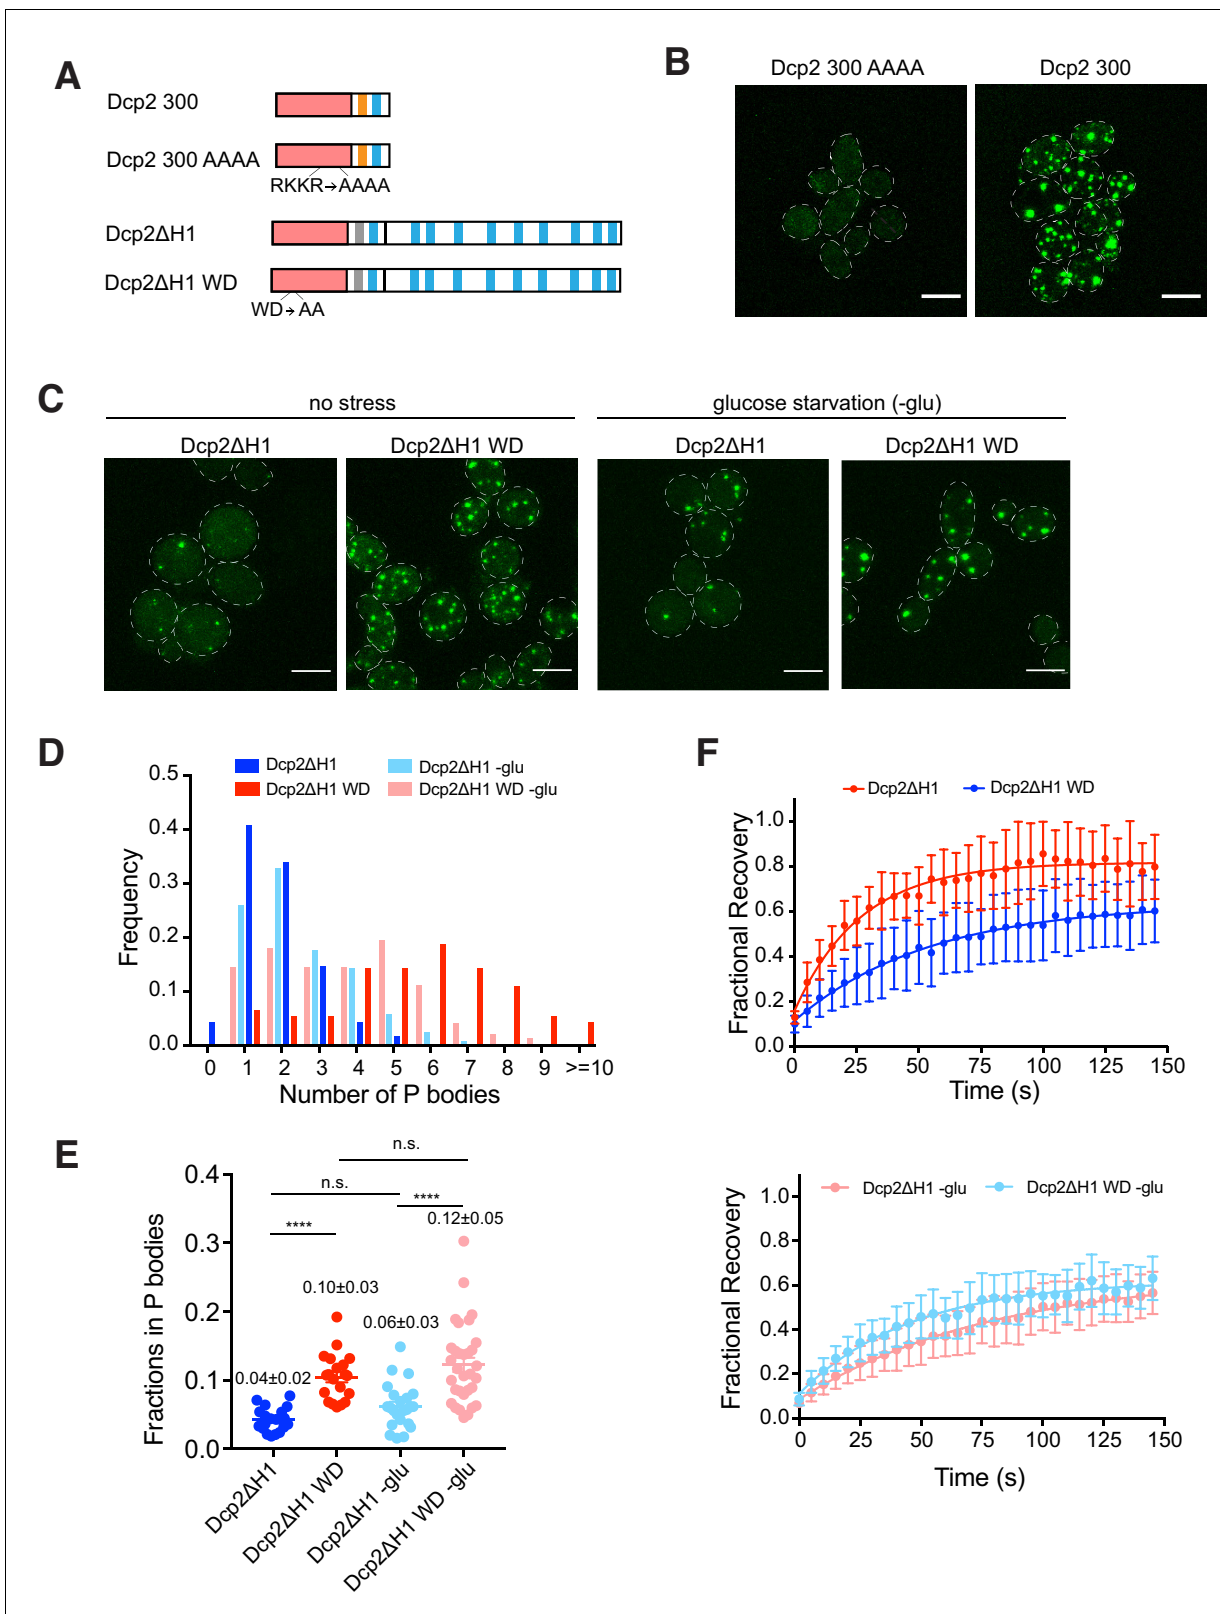 A
Dcp2 300
Dcp2 300 AAAA
RKKR→AAAA
Dcp2ΔH1
Dcp2ΔH1 WD
WD→AA
B
Dcp2 300 AAAA
Dcp2 300
C
no stress
glucose starvation (-glu)
Dcp2ΔH1
Dcp2ΔH1 WD
Dcp2ΔH1
Dcp2ΔH1 WD
D
Dcp2ΔH1
Dcp2ΔH1 -glu
Dcp2ΔH1 WD
Dcp2ΔH1 WD -glu
Frequency
0.5
0.4
0.3
0.2
0.1
0.0
0 1 2 3 4 5 6 7 8 9 >=10
Number of P bodies
E
Fractions in P bodies
0.4
0.3
0.2
0.1
0.0
n.s.
n.s.
****
****
0.04±0.02
0.10±0.03
0.06±0.03
0.12±0.05
Dcp2ΔH1
Dcp2ΔH1 WD
Dcp2ΔH1 -glu
Dcp2ΔH1 WD -glu
F
Dcp2ΔH1
Dcp2ΔH1 WD
Fractional Recovery
1.0
0.8
0.6
0.4
0.2
0.0
0 25 50 75 100 125 150
Time (s)
Dcp2ΔH1 -glu
Dcp2ΔH1 WD -glu
Fractional Recovery
1.0
0.8
0.6
0.4
0.2
0.0
0 25 50 75 100 125 150
Time (s)